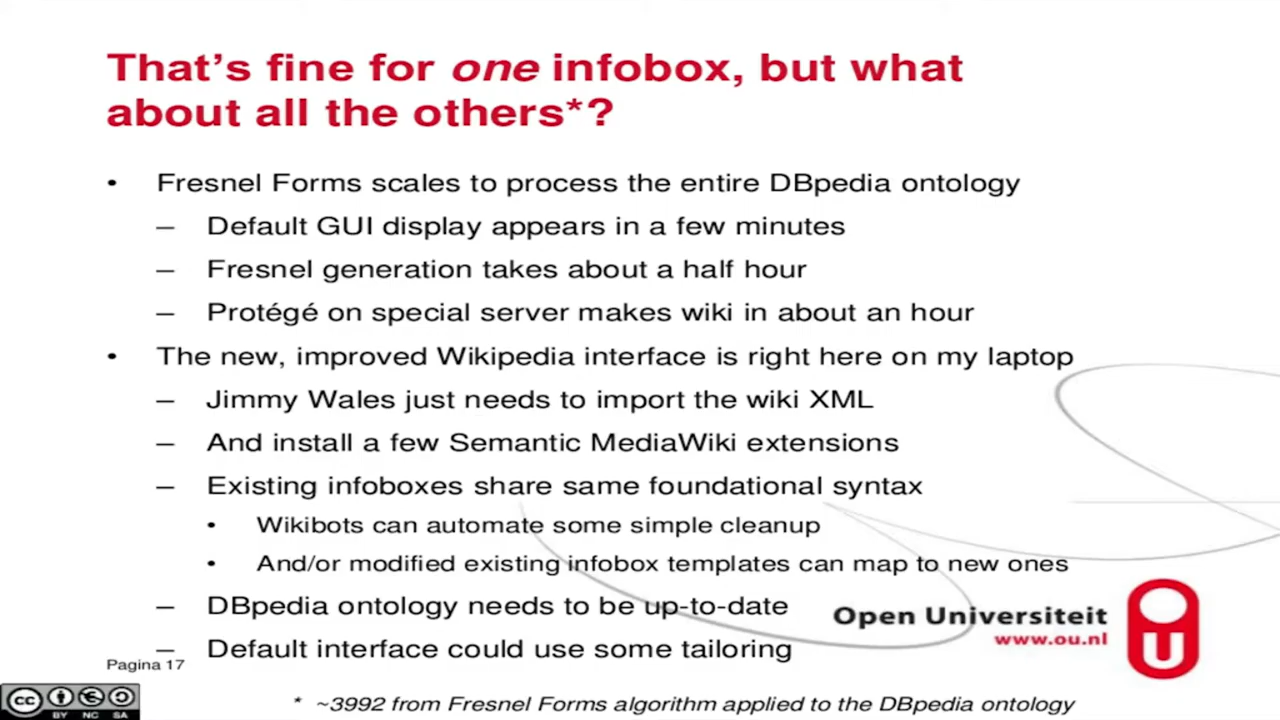 That's fine for one infobox, but what
about all the others*?
• Fresnel Forms scales to process the entire DBpedia ontology
– Default GUI display appears in a few minutes
– Fresnel generation takes about a half hour
– Protégé on special server makes wiki in about an hour
• The new, improved Wikipedia interface is right here on my laptop
– Jimmy Wales just needs to import the wiki XML
– And install a few Semantic MediaWiki extensions
– Existing infoboxes share same foundational syntax
• Wikibots can automate some simple cleanup
• And/or modified existing infobox templates can map to new ones
– DBpedia ontology needs to be up-to-date
– Default interface could use some tailoring
Open Universiteit
www.ou.nl
Pagina 17
* ~3992 from Fresnel Forms algorithm applied to the DBpedia ontology
cc BY NC SA